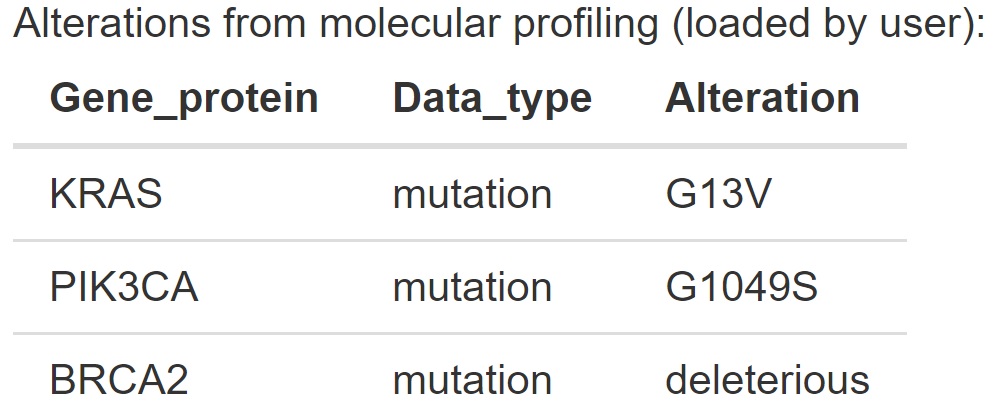 Alterations from molecular profiling (loaded by user):
Gene_protein Data_type Alteration
KRAS mutation G13V
PIK3CA mutation G1049S
BRCA2 mutation deleterious